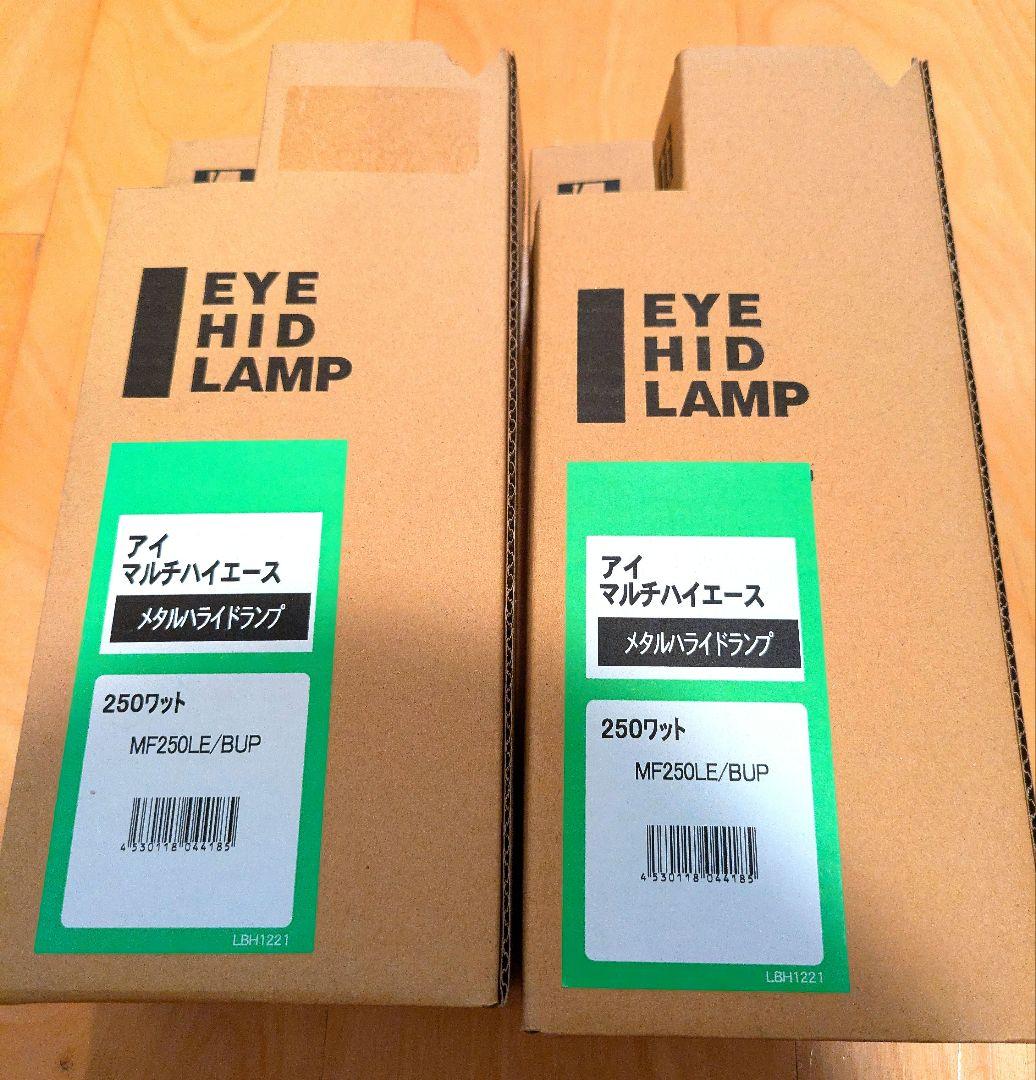 EYE
HID
LAMP
アイ
マルチハイエース
メタルハライドランプ
250ワット
MF250LE/BUP
4530118044185
LBH1221
EYE
HID
LAMP
アイ
マルチハイエース
メタルハライドランプ
250ワット
MF250LE/BUP
4530118044185
LBH1221